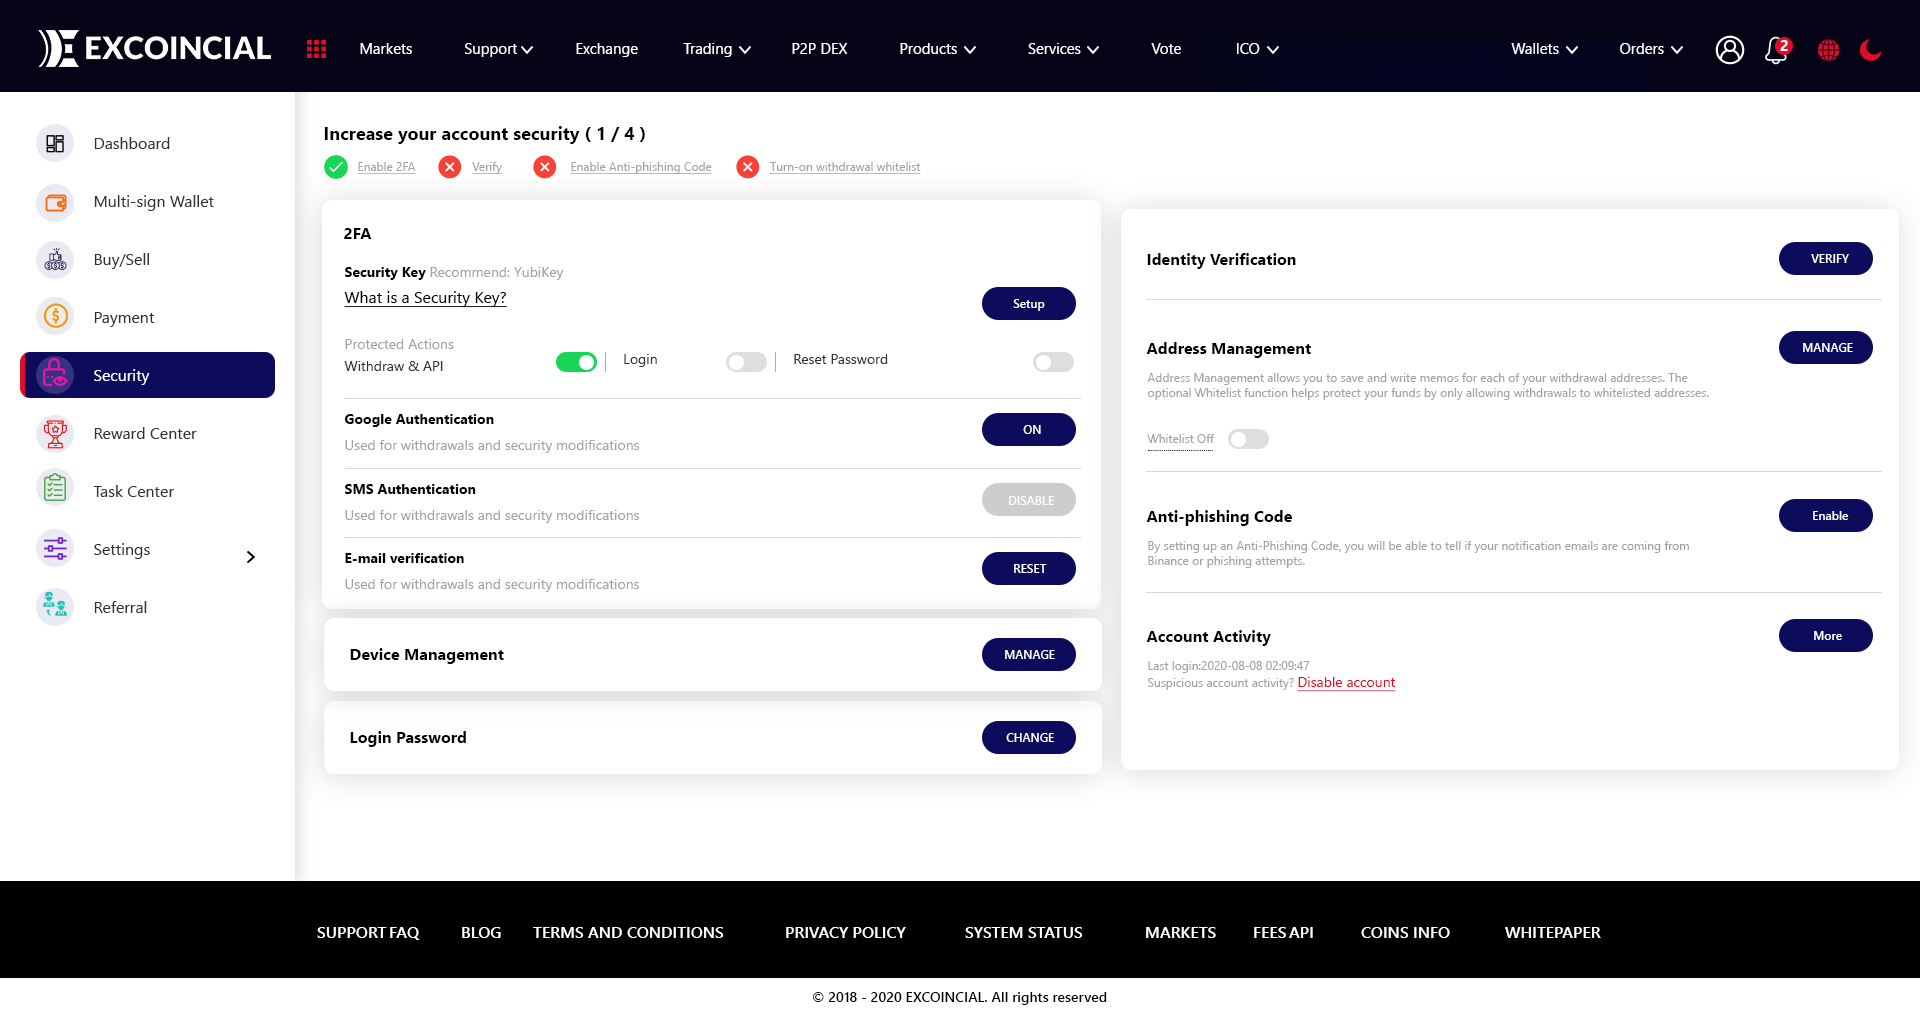 EXCOINCIAL
Markets
Support
Exchange
Trading
P2P DEX
Products
Services
Vote
ICO
Wallets
Orders
2
Dashboard
Multi-sign Wallet
Buy/Sell
Payment
Security
Reward Center
Task Center
Settings
Referral
Increase your account security ( 1 / 4 )
Enable 2FA
Verify
Enable Anti-phishing Code
Turn-on withdrawal whitelist
2FA
Security Key Recommend: YubiKey
What is a Security Key?
Setup
Protected Actions
Withdraw & API
Login
Reset Password
Google Authentication
Used for withdrawals and security modifications
ON
SMS Authentication
Used for withdrawals and security modifications
DISABLE
E-mail verification
Used for withdrawals and security modifications
RESET
Device Management
MANAGE
Login Password
CHANGE
Identity Verification
VERIFY
Address Management
MANAGE
Address Management allows you to save and write memos for each of your withdrawal addresses. The
optional Whitelist function helps protect your funds by only allowing withdrawals to whitelisted addresses.
Whitelist Off
Anti-phishing Code
Enable
By setting up an Anti-Phishing Code, you will be able to tell if your notification emails are coming from
Binance or phishing attempts.
Account Activity
More
Last login:2020-08-08 02:09:47
Suspicious account activity? Disable account
SUPPORT FAQ
BLOG
TERMS AND CONDITIONS
PRIVACY POLICY
SYSTEM STATUS
MARKETS
FEES API
COINS INFO
WHITEPAPER
© 2018 - 2020 EXCOINCIAL. All rights reserved